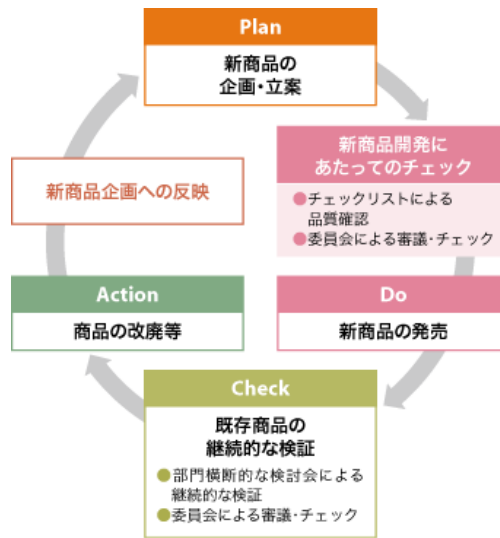 Plan
新商品の
企画・立案
新商品開発に
あたってのチェック
●チェックリストによる
品質確認
●委員会による審議・チェック
Do
新商品の発売
Check
既存商品の
継続的な検証
●部門横断的な検討会による
継続的な検証
●委員会による審議・チェック
Action
商品の改廃等
新商品企画への反映